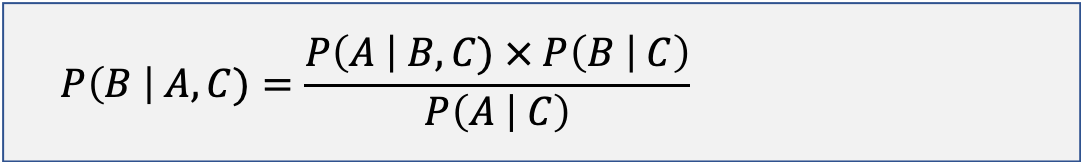 P(B | A, C) = P(A | B, C) × P(B | C) / P(A | C)